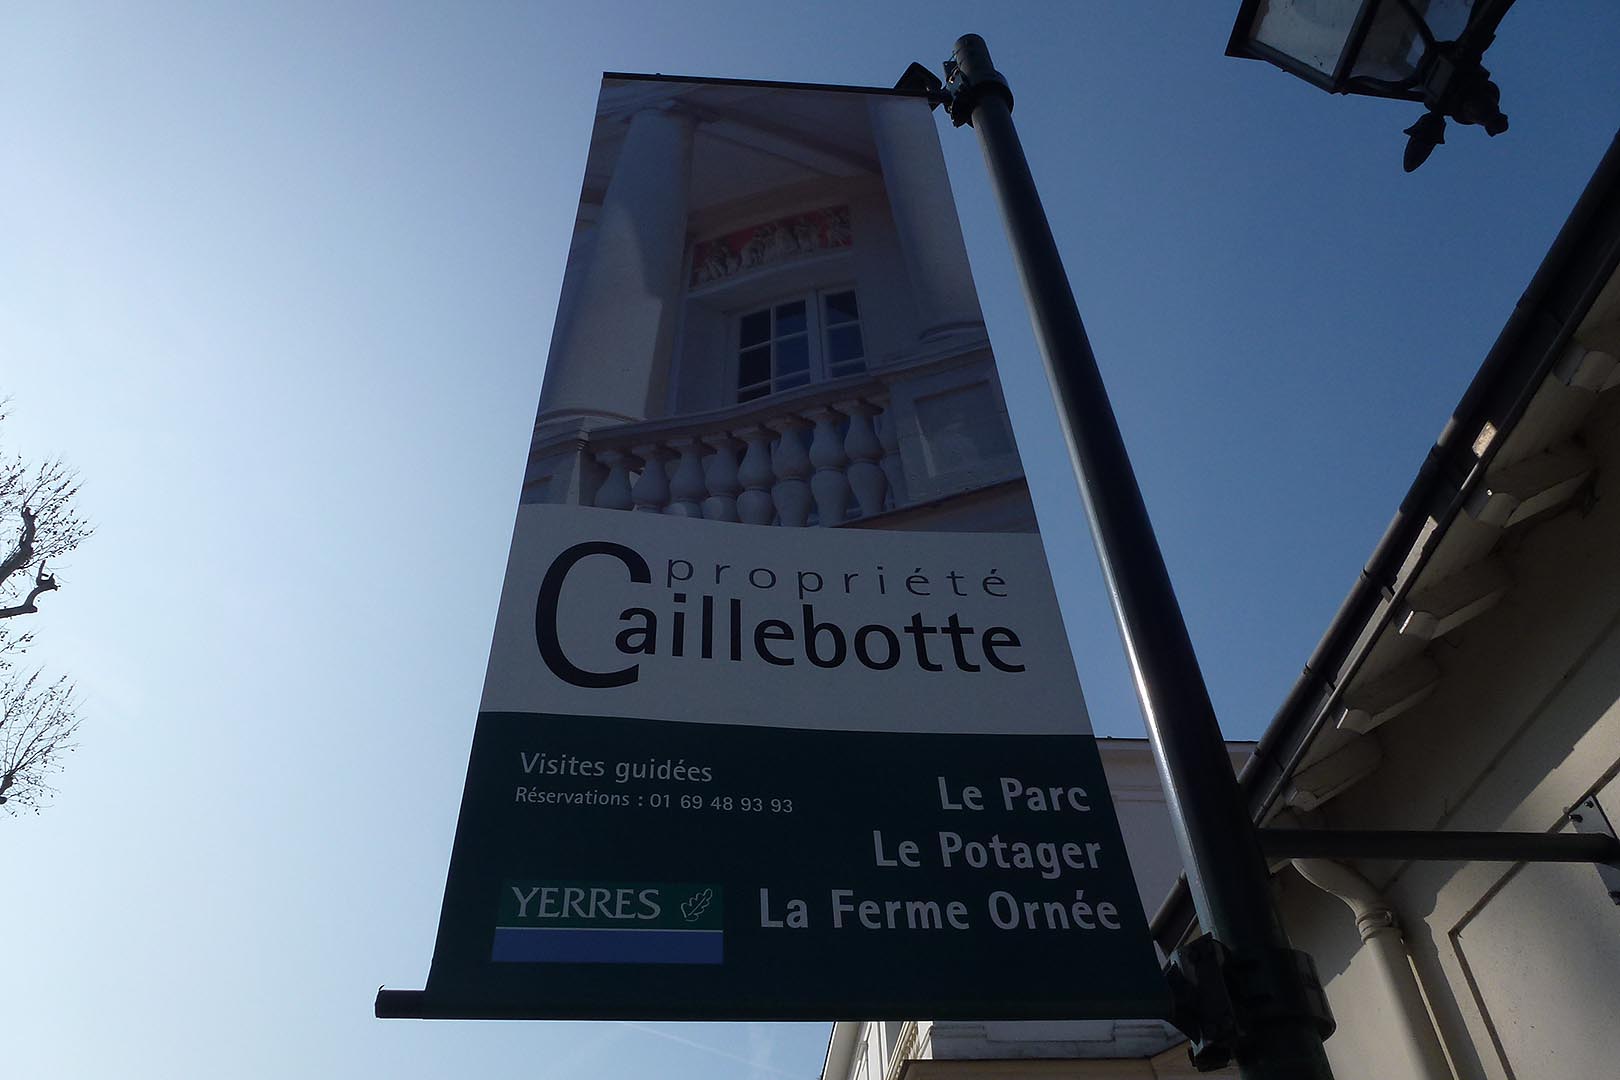 propriété
Caillebotte
Visites guidées
Réservations : 01 69 48 93 93
Le Parc
Le Potager
La Ferme Ornée
YERRES